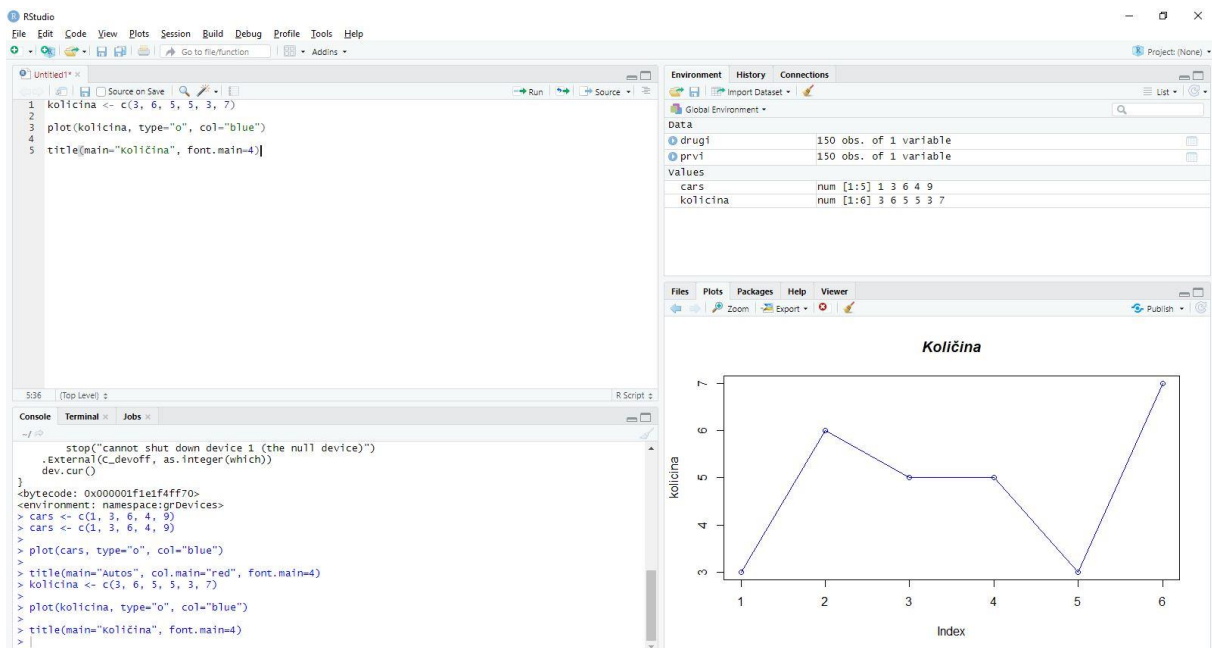 RStudio
File Edit Code View Plots Session Build Debug Profile Tools Help
Go to file/function Addins
Project: (None)
Untitled1*
Source on Save Run Source
1 kolicina <- c(3, 6, 5, 5, 3, 7)
2
3 plot(kolicina, type="o", col="blue")
4
5 title(main="Količina", font.main=4)
5:36 (Top Level) R Script
Console Terminal Jobs
~/
stop("cannot shut down device 1 (the null device)")
.External(C_devoff, as.integer(which))
dev.cur()
}
<bytecode: 0x000001f1e1f4ff70>
<environment: namespace:grDevices>
> cars <- c(1, 3, 6, 4, 9)
> cars <- c(1, 3, 6, 4, 9)
>
> plot(cars, type="o", col="blue")
>
> title(main="Autos", col.main="red", font.main=4)
> kolicina <- c(3, 6, 5, 5, 3, 7)
>
> plot(kolicina, type="o", col="blue")
>
> title(main="Količina", font.main=4)
>
Environment History Connections
Import Dataset List
Global Environment
Data
drugi 150 obs. of 1 variable
prvi 150 obs. of 1 variable
Values
cars num [1:5] 1 3 6 4 9
kolicina num [1:6] 3 6 5 5 3 7
Files Plots Packages Help Viewer
Zoom Export Publish
Količina
kolicina
7
6
5
4
3
1 2 3 4 5 6
Index